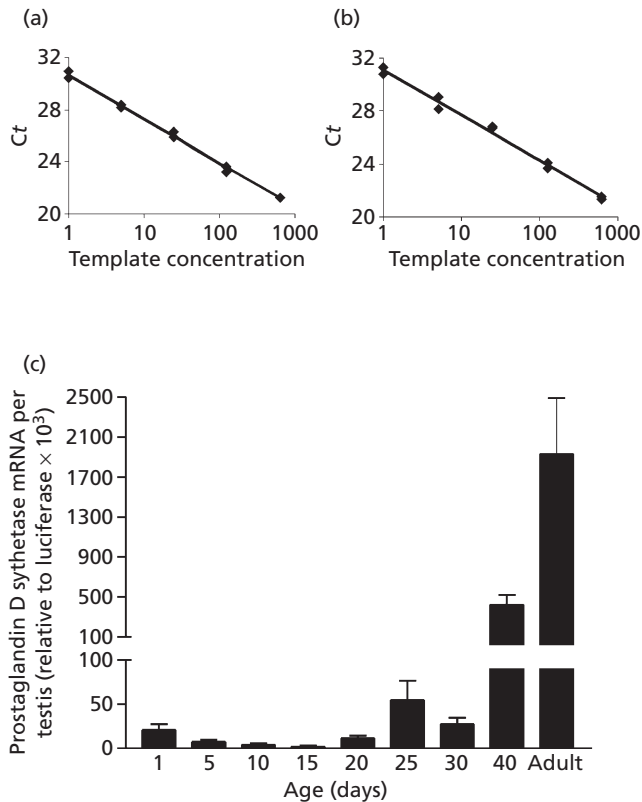 (a)
32
28
24
20
Ct
1 10 100 1000
Template concentration
(b)
32
28
24
20
Ct
1 10 100 1000
Template concentration
(c)
Prostaglandin D sythetase mRNA per
testis (relative to luciferase × 10³)
2500
2100
1700
1300
900
500
100
100
50
0
1 5 10 15 20 25 30 40 Adult
Age (days)